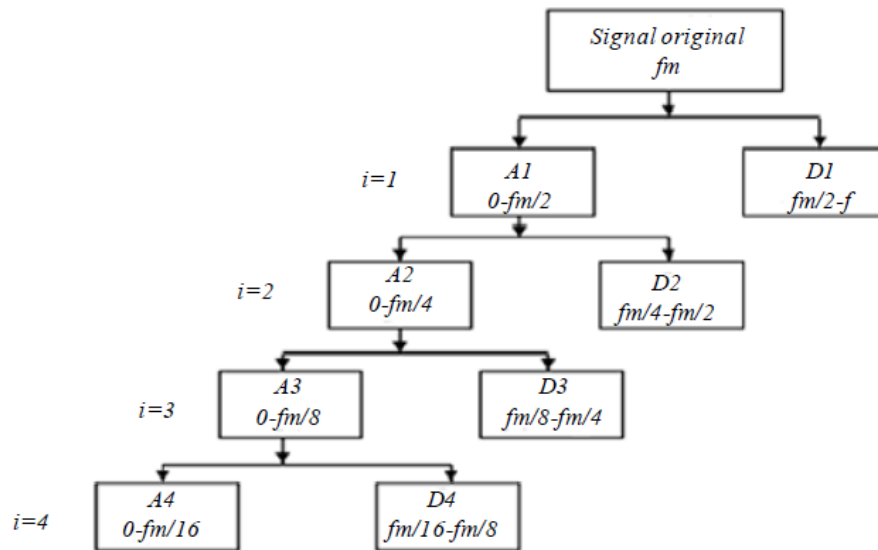 Signal original
fm
i=1
A1
0-fm/2
D1
fm/2-f
i=2
A2
0-fm/4
D2
fm/4-fm/2
i=3
A3
0-fm/8
D3
fm/8-fm/4
i=4
A4
0-fm/16
D4
fm/16-fm/8